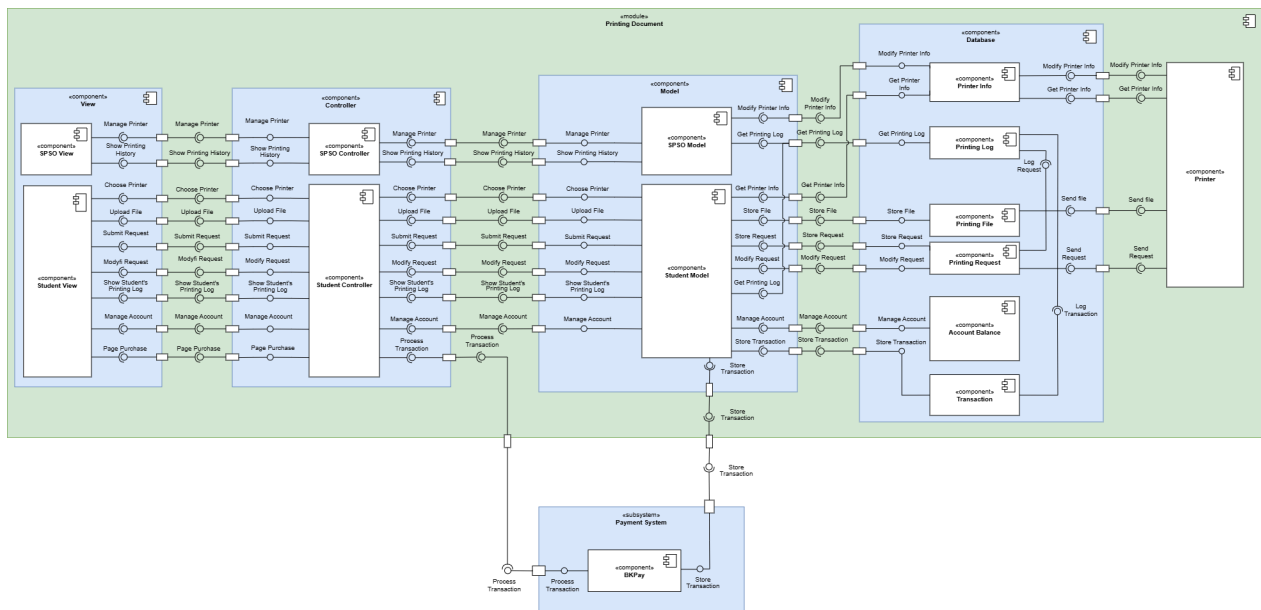 «module»
Printing Document
«component»
View
«component»
SPSO View
Manage Printer
Show Printing
History
«component»
Student View
Choose Printer
Upload File
Submit Request
Modyfi Request
Show Student's
Printing Log
Manage Account
Page Purchase
Manage Printer
Show Printing
History
Choose Printer
Upload File
Submit Request
Modyfi Request
Show Student's
Printing Log
Manage Account
Page Purchase
«component»
Controller
Manage Printer
Show Printing
History
Choose Printer
Upload File
Submit Request
Modify Request
Show Student's
Printing Log
Manage Account
Page Purchase
«component»
SPSO Controller
«component»
Student Controller
Manage Printer
Show Printing History
Choose Printer
Upload File
Submit Request
Modify Request
Show Student's
Printing Log
Manage Account
Process
Transaction
Manage Printer
Show Printing History
Choose Printer
Upload File
Submit Request
Modify Request
Show Student's
Printing Log
Manage Account
Process
Transaction
«component»
Model
Manage Printer
Show Printing History
Choose Printer
Upload File
Submit Request
Modify Request
Show Student's
Printing Log
Manage Account
«component»
SPSO Model
«component»
Student Model
Modify Printer Info
Get Printing Log
Get Printer Info
Store File
Store Request
Modify Request
Get Printing Log
Manage Account
Store Transaction
Store
Transaction
Modify
Printer Info
Get Printing Log
Get Printer Info
Store File
Store Request
Modify Request
Manage Account
Store Transaction
«component»
Database
Modify Printer Info
Get Printer
Info
Get Printing Log
Store File
Store Request
Modify Request
Manage Account
Store Transaction
«component»
Printer Info
«component»
Printing Log
«component»
Printing File
«component»
Printing Request
«component»
Account Balance
«component»
Transaction
Modify Printer Info
Get Printer Info
Log
Request
Send file
Send
Request
Log
Transaction
Modify Printer Info
Get Printer Info
Send file
Send
Request
«component»
Printer
Store
Transaction
Store
Transaction
«subsystem»
Payment System
Process
Transaction
Process
Transaction
«component»
BKPay
Store
Transaction